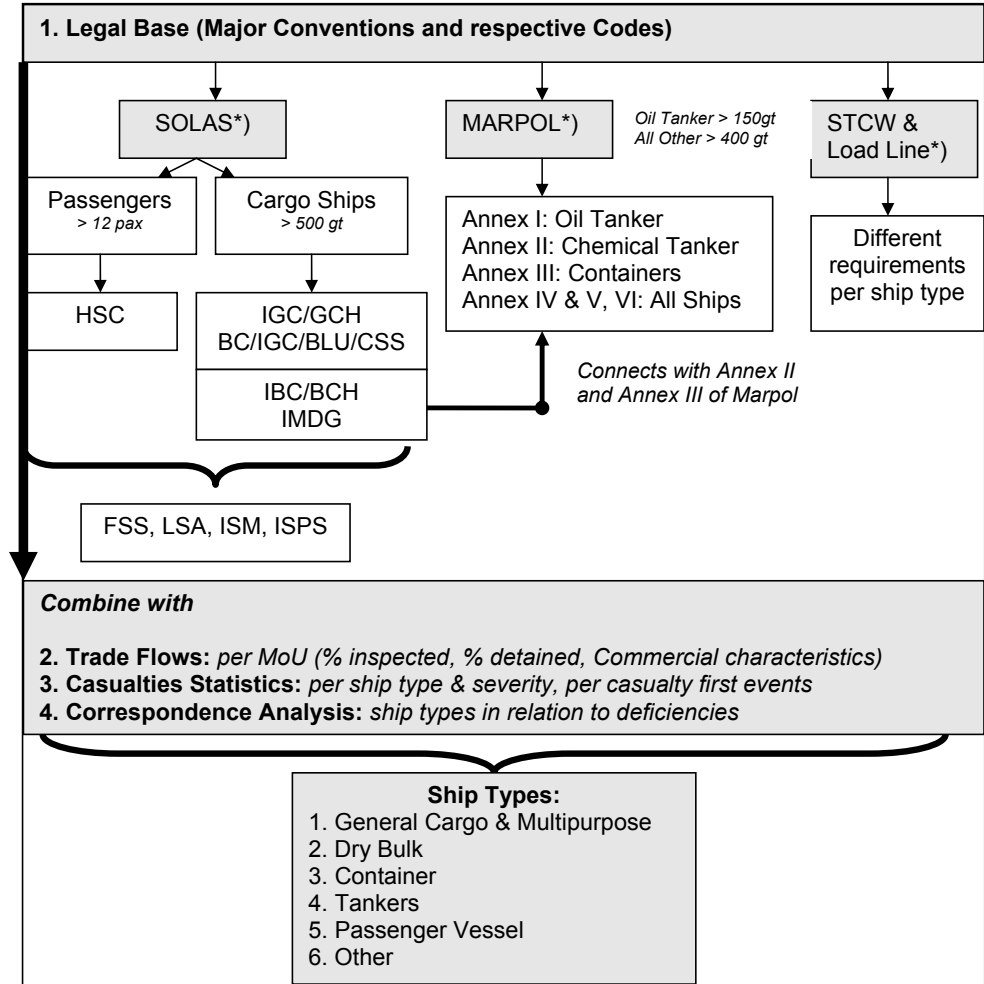 1. Legal Base (Major Conventions and respective Codes)
SOLAS*)
MARPOL*)
Oil Tanker > 150gt
All Other > 400 gt
STCW &
Load Line*)
Passengers
> 12 pax
Cargo Ships
> 500 gt
Annex I: Oil Tanker
Annex II: Chemical Tanker
Annex III: Containers
Annex IV & V, VI: All Ships
Different
requirements
per ship type
HSC
IGC/GCH
BC/IGC/BLU/CSS
IBC/BCH
IMDG
Connects with Annex II
and Annex III of Marpol
FSS, LSA, ISM, ISPS
Combine with
2. Trade Flows: per MoU (% inspected, % detained, Commercial characteristics)
3. Casualties Statistics: per ship type & severity, per casualty first events
4. Correspondence Analysis: ship types in relation to deficiencies
Ship Types:
1. General Cargo & Multipurpose
2. Dry Bulk
3. Container
4. Tankers
5. Passenger Vessel
6. Other